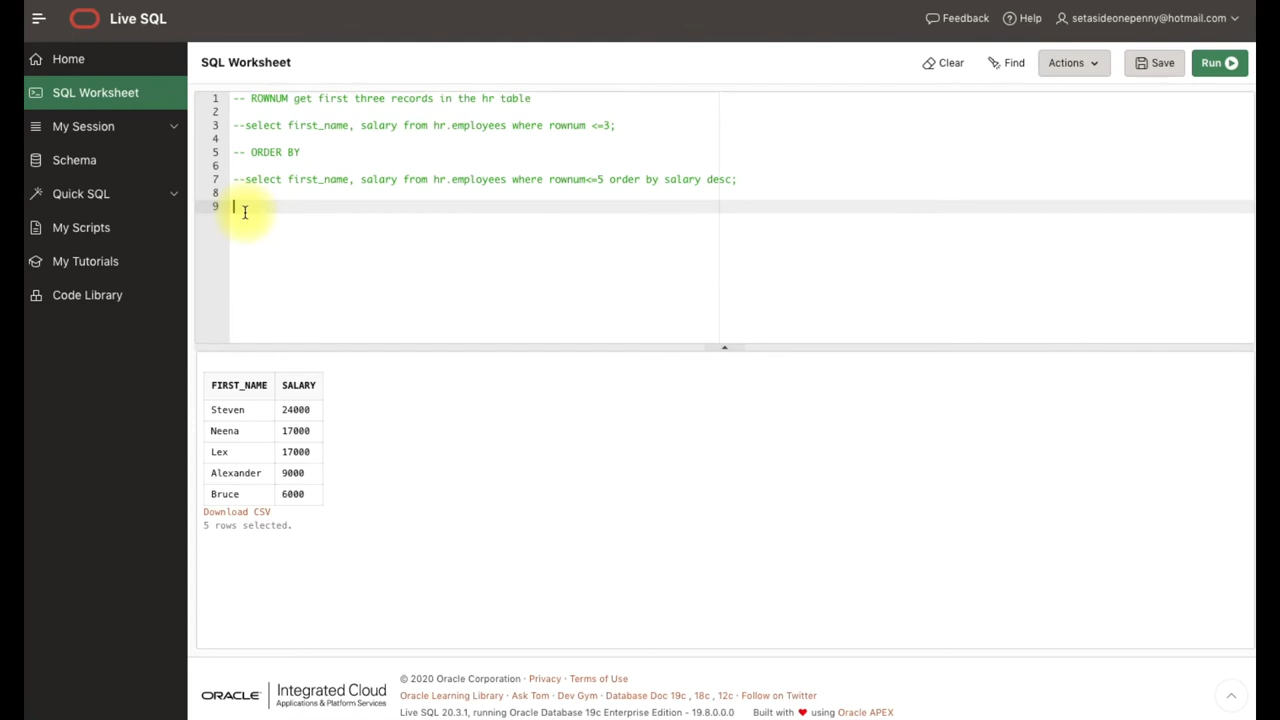 Live SQL
Feedback
Help
setasideonepenny@hotmail.com
Home
SQL Worksheet
My Session
Schema
Quick SQL
My Scripts
My Tutorials
Code Library
SQL Worksheet
Clear
Find
Actions
Save
Run
1 -- ROWNUM get first three records in the hr table
2
3 --select first_name, salary from hr.employees where rownum <=3;
4
5 -- ORDER BY
6
7 --select first_name, salary from hr.employees where rownum<=5 order by salary desc;
8
9
FIRST_NAME SALARY
Steven 24000
Neena 17000
Lex 17000
Alexander 9000
Bruce 6000
Download CSV
5 rows selected.
ORACLE Integrated Cloud
Applications & Platform Services
© 2020 Oracle Corporation · Privacy · Terms of Use
Oracle Learning Library · Ask Tom · Dev Gym · Database Doc 19c , 18c , 12c · Follow on Twitter
Live SQL 20.3.1, running Oracle Database 19c Enterprise Edition - 19.8.0.0.0 Built with ❤ using Oracle APEX